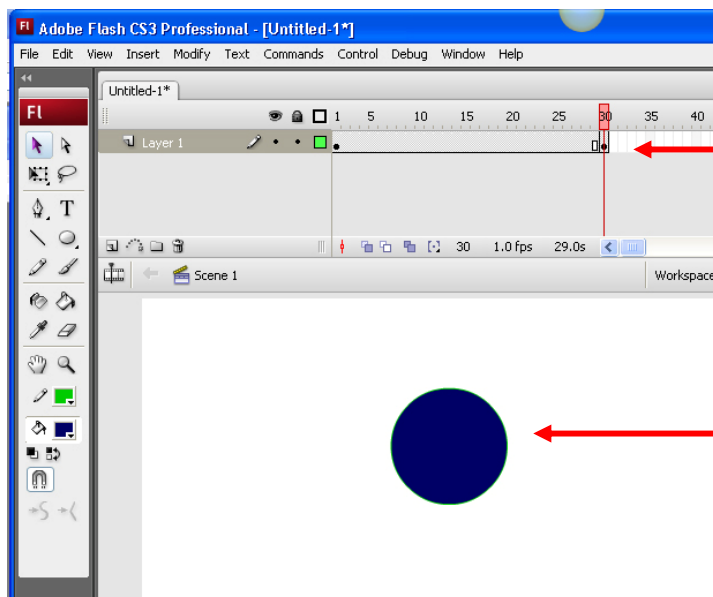 Fl Adobe Flash CS3 Professional - [Untitled-1*]
File Edit View Insert Modify Text Commands Control Debug Window Help
Untitled-1*
Fl
1 5 10 15 20 25 30 35 40
Layer 1
T
30 1.0 fps 29.0s
Scene 1
Workspace